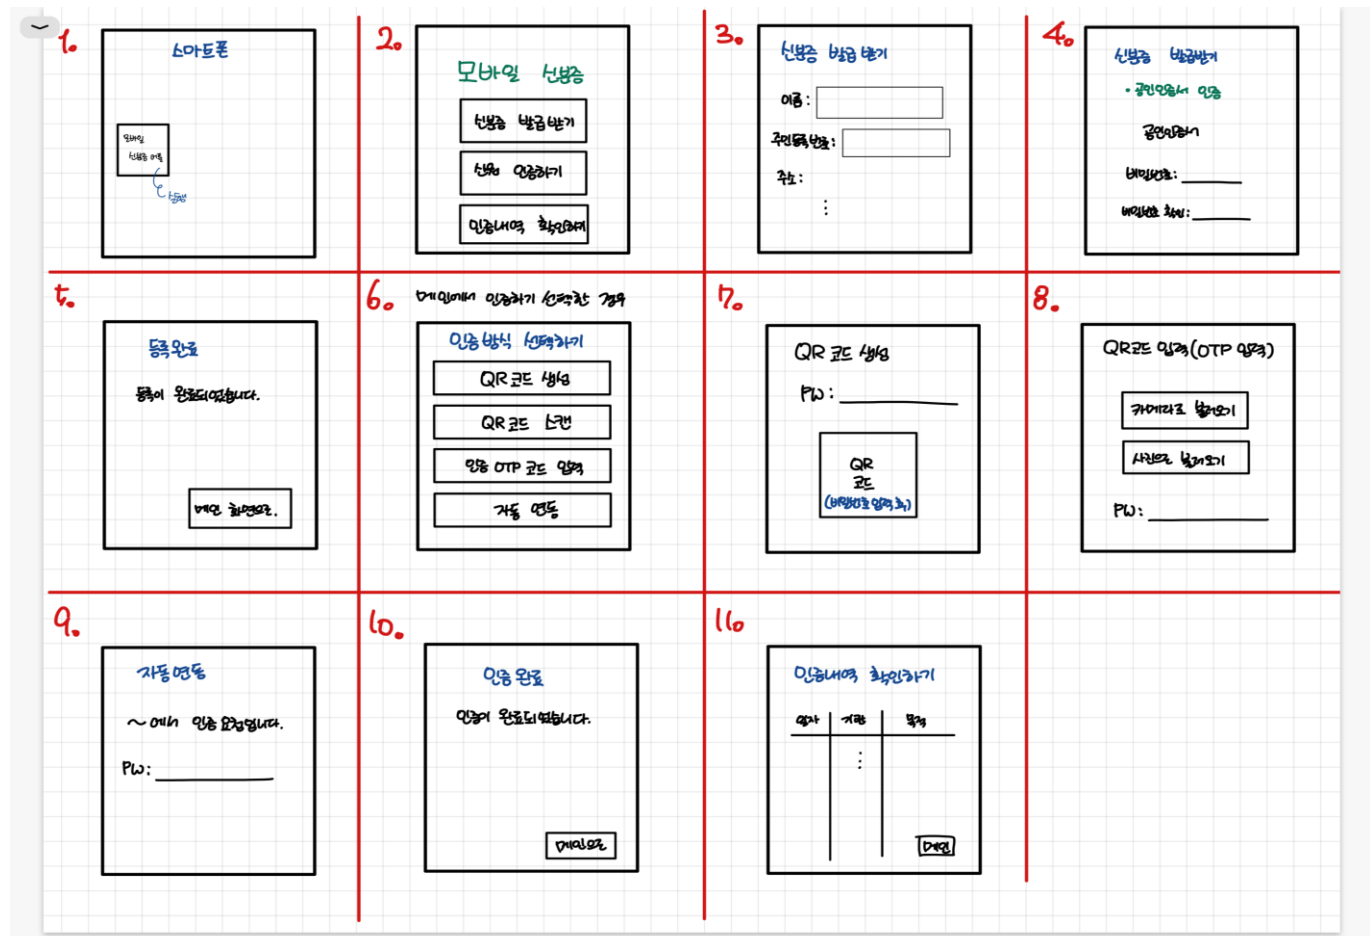 1.
스마트폰
모바일
신분증 어플
실행
2.
모바일 신분증
신분증 발급받기
신원 인증하기
인증내역 확인하기
3.
신분증 발급 받기
이름:
주민등록번호:
주소:
⋮
4.
신분증 발급받기
• 공인인증서 인증
공인인증서
비밀번호:
비밀번호 확인:
5.
등록 완료
등록이 완료되었습니다.
메인 화면으로.
6. 메인에서 인증하기 선택한 경우
인증 방식 선택하기
QR 코드 생성
QR 코드 스캔
인증 OTP 코드 입력
자동 연동
7.
QR 코드 생성
PW:
QR
코드
(비밀번호 입력 후)
8.
QR코드 입력(OTP 입력)
카메라로 불러오기
사진으로 불러오기
PW:
9.
자동 연동
~에서 인증 요청입니다.
PW:
10.
인증 완료
인증이 완료되었습니다.
메인으로
11.
인증내역 확인하기
일자 기관 목적
⋮
메인